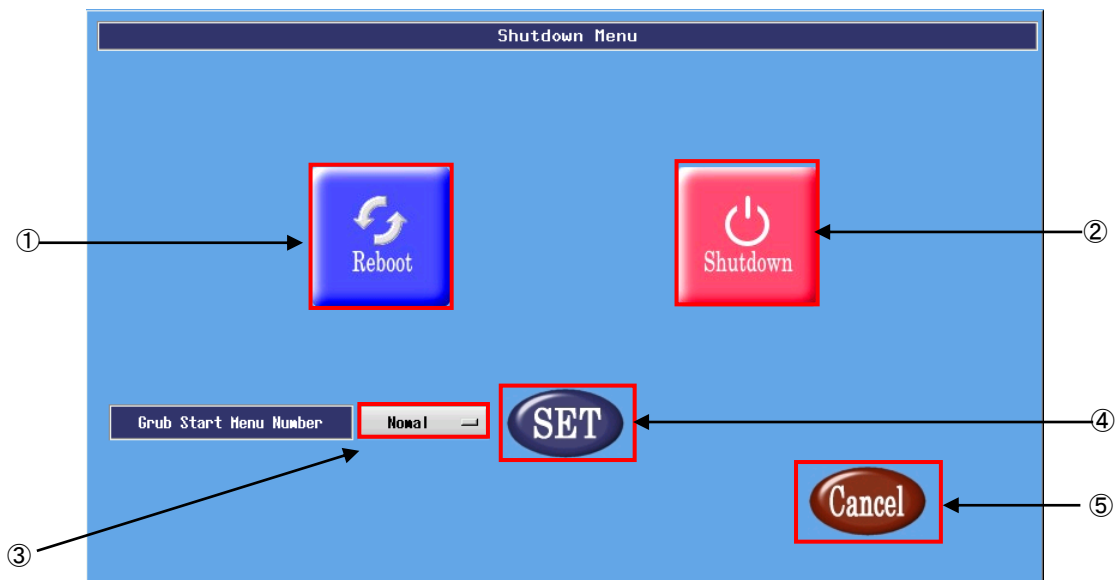 Shutdown Menu
①
Reboot
②
Shutdown
Grub Start Menu Number
Nomal
SET
④
Cancel
⑤
③